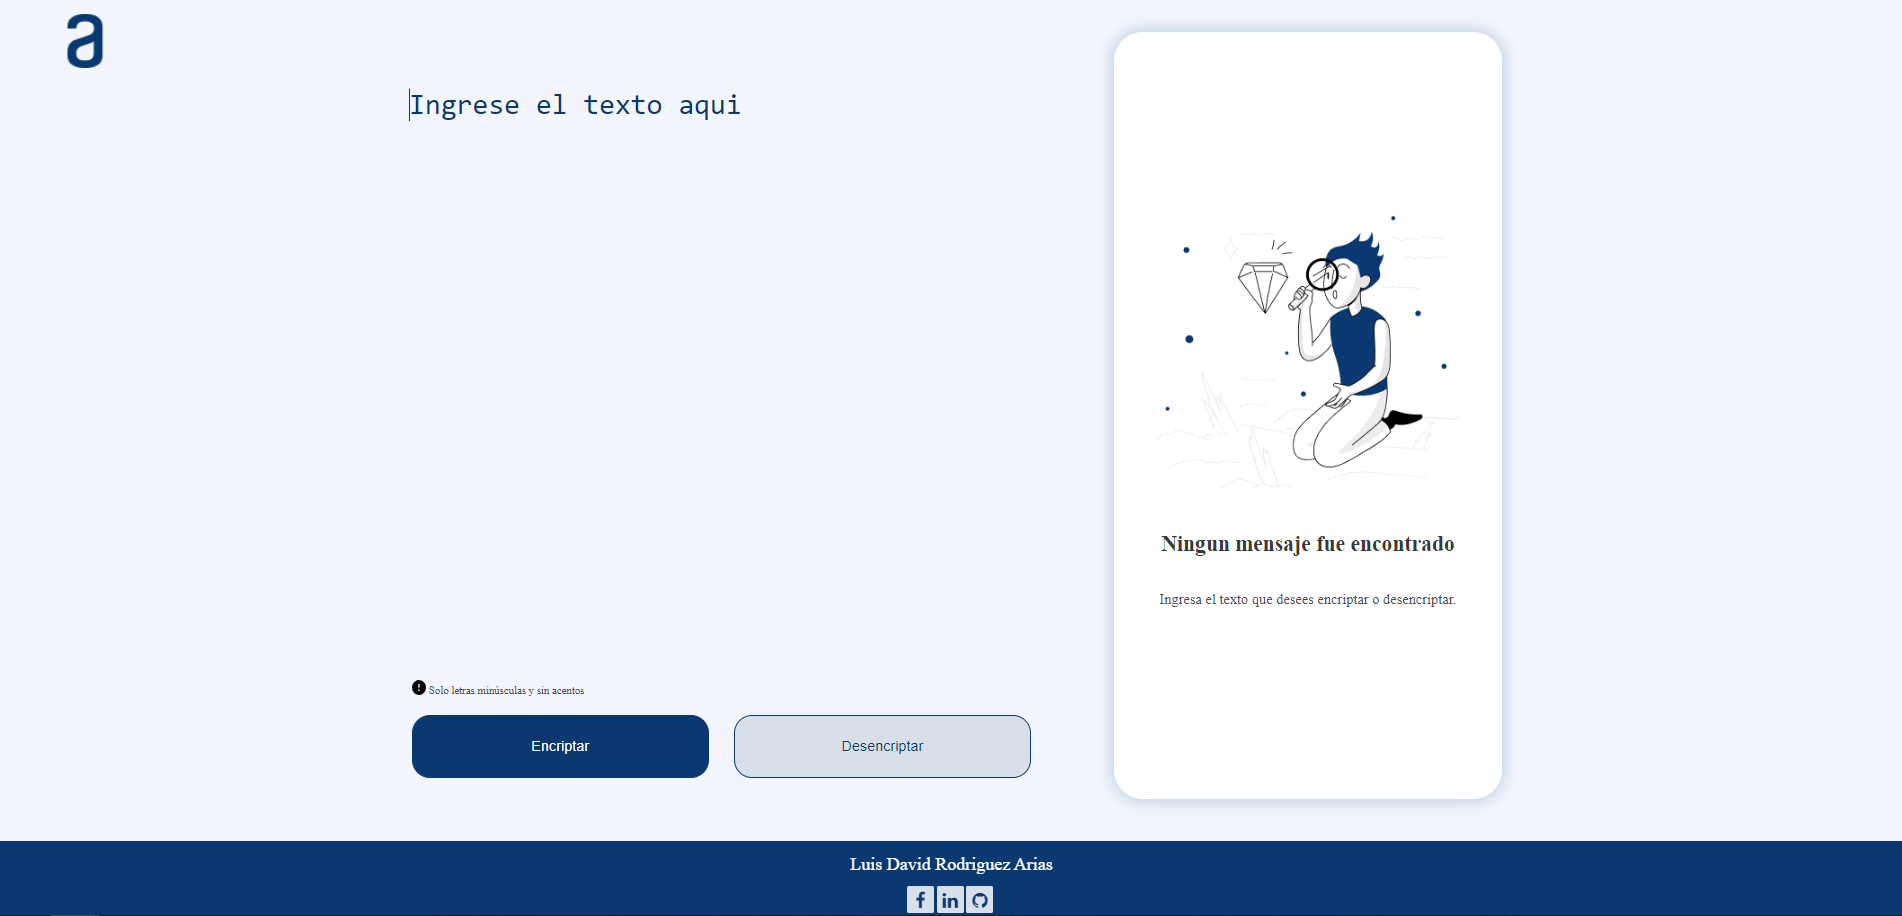 a
Ingrese el texto aqui
Ningun mensaje fue encontrado
Ingresa el texto que desees encriptar o desencriptar.
! Solo letras minúsculas y sin acentos
Encriptar
Desencriptar
Luis David Rodriguez Arias
f in